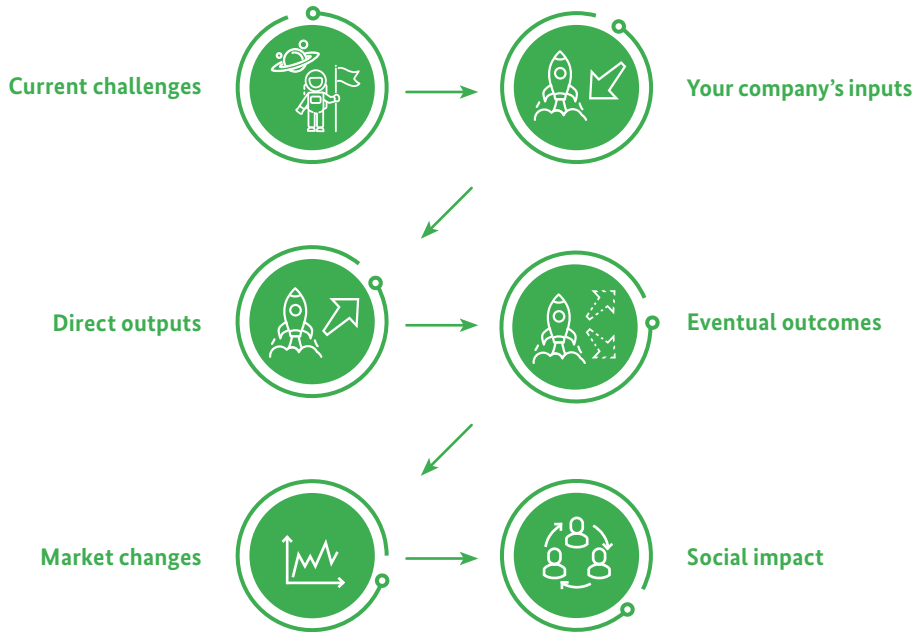 Current challenges
Your company's inputs
Direct outputs
Eventual outcomes
Market changes
Social impact